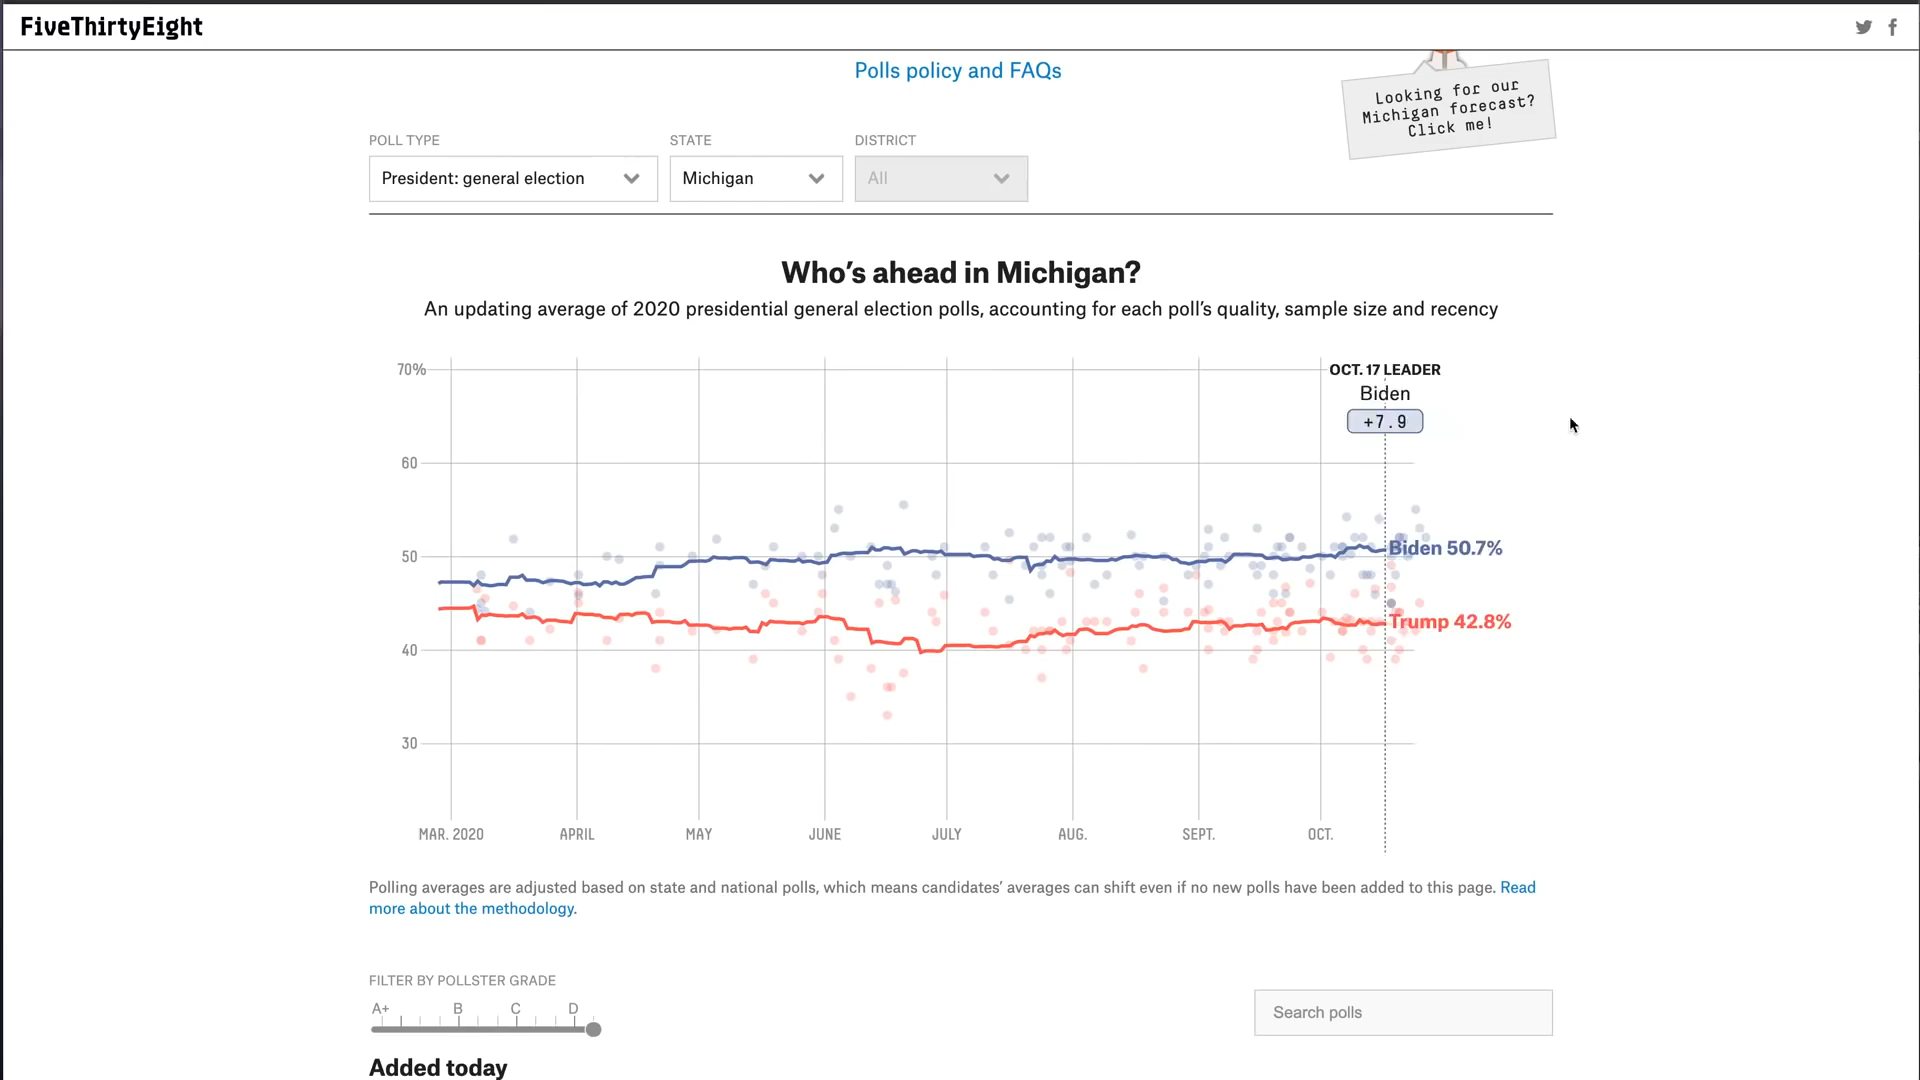 FiveThirtyEight
Polls policy and FAQs
Looking for our
Michigan forecast?
Click me!
POLL TYPE
STATE
DISTRICT
President: general election
Michigan
All
Who's ahead in Michigan?
An updating average of 2020 presidential general election polls, accounting for each poll's quality, sample size and recency
70%
OCT. 17 LEADER
Biden
+7.9
60
50
Biden 50.7%
Trump 42.8%
40
30
MAR. 2020
APRIL
MAY
JUNE
JULY
AUG.
SEPT.
OCT.
Polling averages are adjusted based on state and national polls, which means candidates' averages can shift even if no new polls have been added to this page. Read
more about the methodology.
FILTER BY POLLSTER GRADE
A+
B
C
D
Search polls
Added today